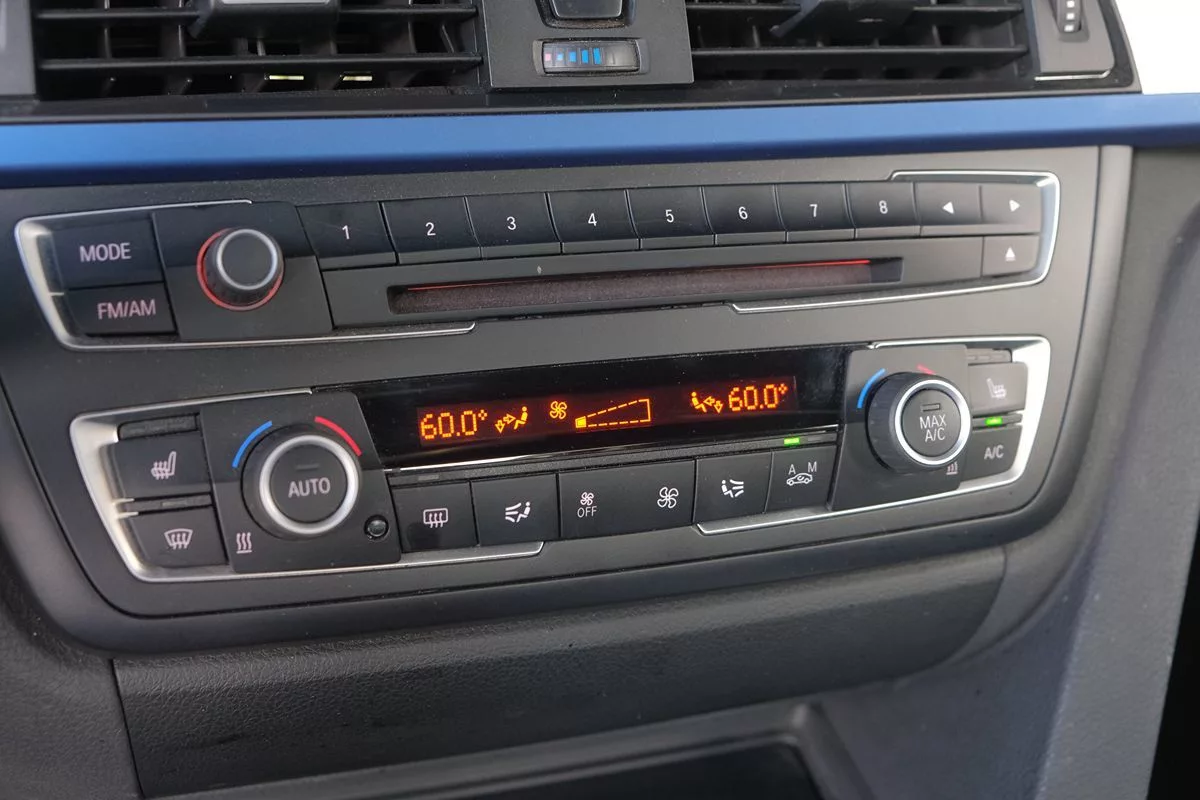 1 2 3 4 5 6 7 8
MODE
FM/AM
60.0° 60.0°
MAX
A/C
A/C
AUTO
OFF
A M